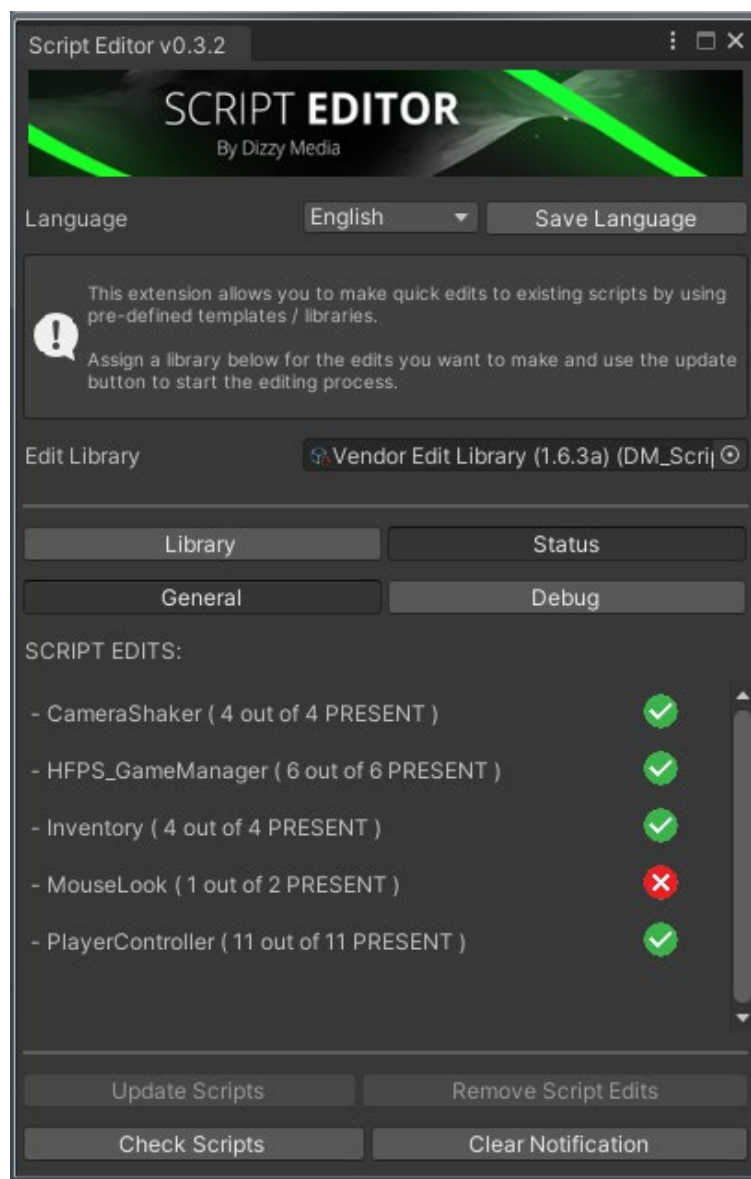 Script Editor v0.3.2
SCRIPT EDITOR
By Dizzy Media
Language English Save Language
This extension allows you to make quick edits to existing scripts by using
pre-defined templates / libraries.
Assign a library below for the edits you want to make and use the update
button to start the editing process.
Edit Library Vendor Edit Library (1.6.3a) (DM_Scrip
Library Status
General Debug
SCRIPT EDITS:
- CameraShaker ( 4 out of 4 PRESENT )
- HFPS_GameManager ( 6 out of 6 PRESENT )
- Inventory ( 4 out of 4 PRESENT )
- MouseLook ( 1 out of 2 PRESENT )
- PlayerController ( 11 out of 11 PRESENT )
Update Scripts Remove Script Edits
Check Scripts Clear Notification